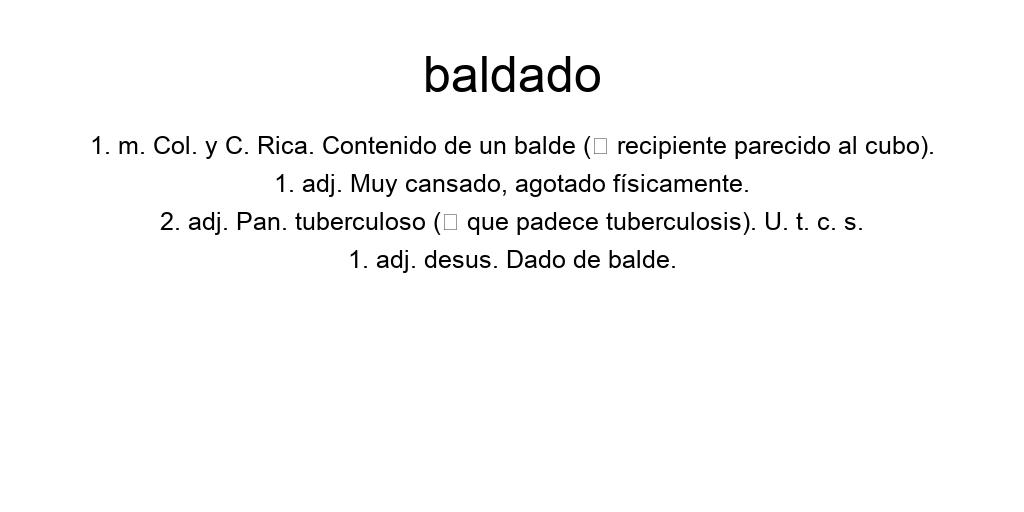 baldado
1. m. Col. y C. Rica. Contenido de un balde (□ recipiente parecido al cubo).
1. adj. Muy cansado, agotado físicamente.
2. adj. Pan. tuberculoso (□ que padece tuberculosis). U. t. c. s.
1. adj. desus. Dado de balde.